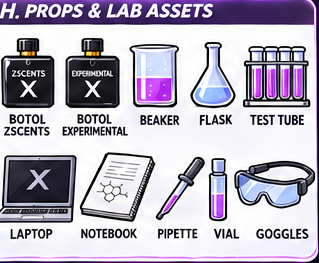 H. PROPS & LAB ASSETS
ZSCENTS
X
EXPERIMENTAL
X
BOTOL
ZSCENTS
BOTOL
EXPERIMENTAL
BEAKER
FLASK
TEST TUBE
X
LAPTOP
NOTEBOOK
PIPETTE
VIAL
GOGGLES